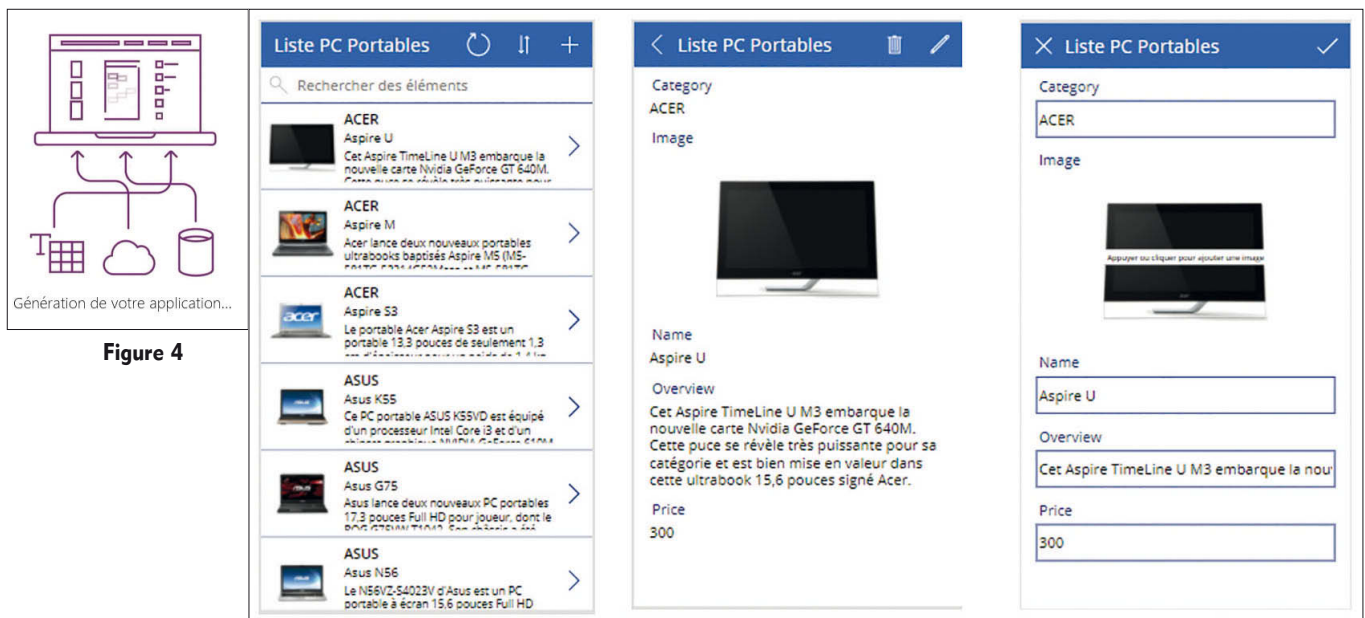 Génération de votre application...
Figure 4
Liste PC Portables
Rechercher des éléments
ACER
Aspire U
Cet Aspire TimeLine U M3 embarque la
nouvelle carte Nvidia GeForce GT 640M.
Cette puce se révèle très puissante pour
ACER
Aspire M
Acer lance deux nouveaux portables
ultrabooks baptisés Aspire M5 (M5-
ACER
Aspire S3
Le portable Acer Aspire S3 est un
portable 13,3 pouces de seulement 1,3
ASUS
Asus K55
Ce PC portable ASUS K55VD est équipé
d'un processeur Intel Core i3 et d'un
ASUS
Asus G75
Asus lance deux nouveaux PC portables
17,3 pouces Full HD pour joueur, dont le
ASUS
Asus N56
Le N56VZ-S4023V d'Asus est un PC
portable à écran 15,6 pouces Full HD
Liste PC Portables
Category
ACER
Image
Name
Aspire U
Overview
Cet Aspire TimeLine U M3 embarque la
nouvelle carte Nvidia GeForce GT 640M.
Cette puce se révèle très puissante pour sa
catégorie et est bien mise en valeur dans
cette ultrabook 15,6 pouces signé Acer.
Price
300
Liste PC Portables
Category
ACER
Image
Appuyer ou cliquer pour ajouter une image
Name
Aspire U
Overview
Cet Aspire TimeLine U M3 embarque la nou
Price
300